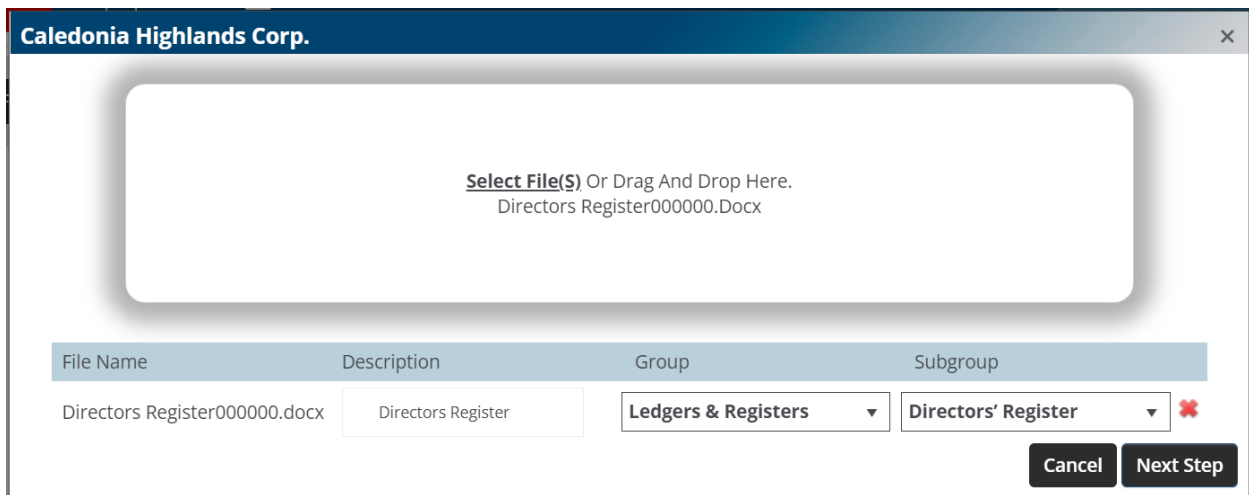 Caledonia Highlands Corp.
Select File(S) Or Drag And Drop Here.
Directors Register000000.Docx
File Name Description Group Subgroup
Directors Register000000.docx Directors Register Ledgers & Registers Directors’ Register
Cancel Next Step